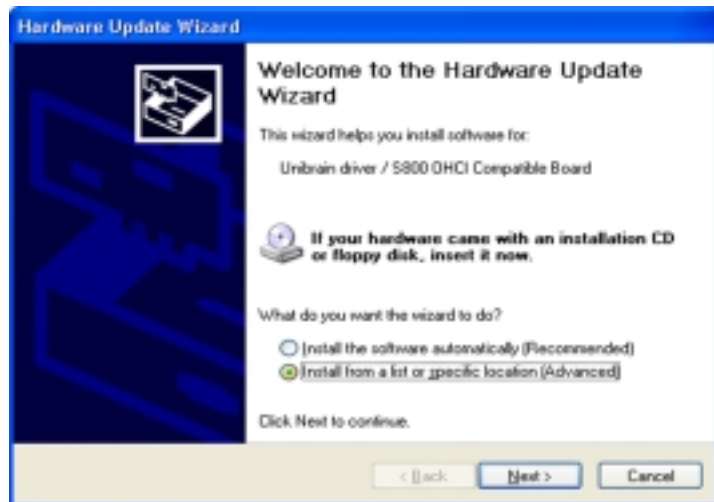 Hardware Update Wizard
Welcome to the Hardware Update
Wizard
This wizard helps you install software for:
Unibrain driver / S800 OHCI Compatible Board
If your hardware came with an installation CD
or floppy disk, insert it now.
What do you want the wizard to do?
Install the software automatically (Recommended)
Install from a list or specific location (Advanced)
Click Next to continue.
< Back
Next >
Cancel